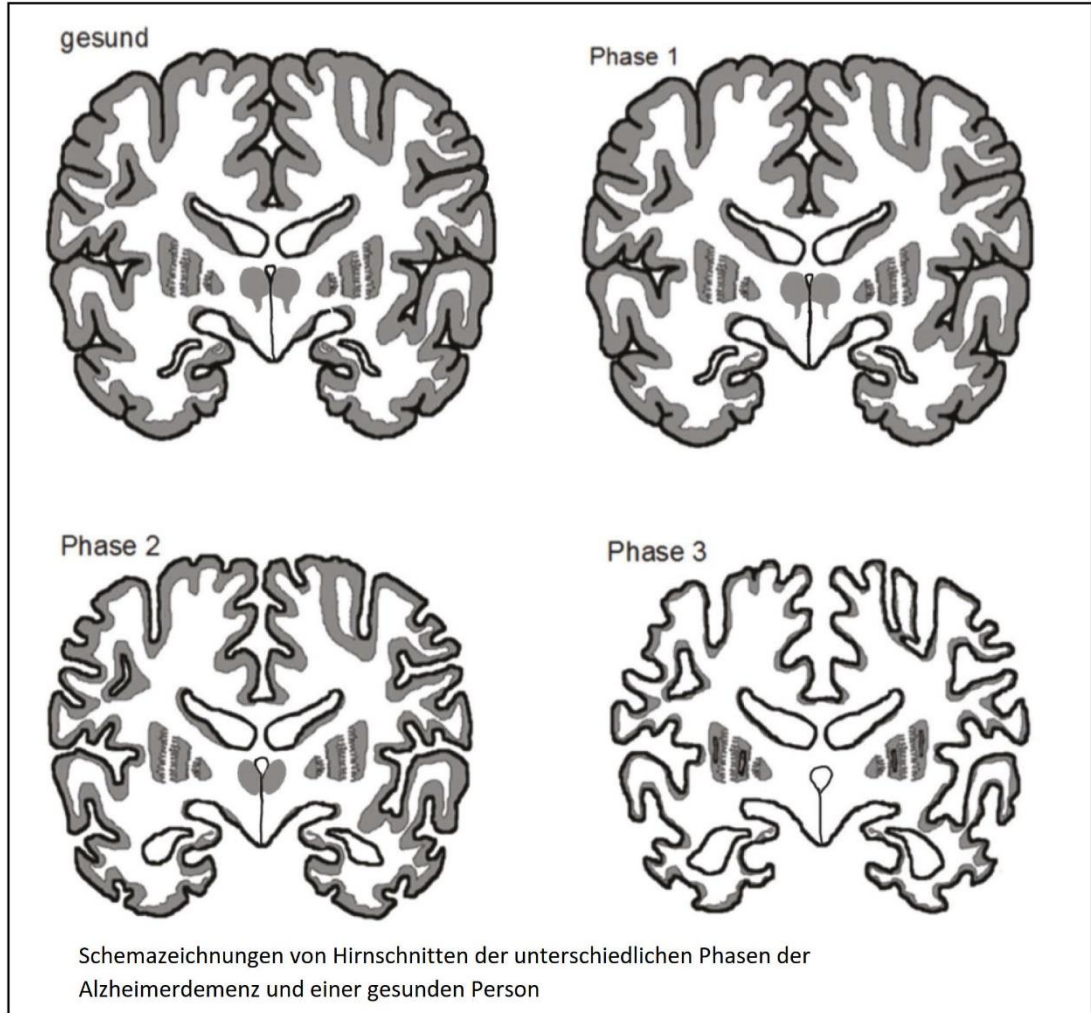 gesund
Phase 1
Phase 2
Phase 3
Schemazeichnungen von Hirnschnitten der unterschiedlichen Phasen der
Alzheimerdemenz und einer gesunden Person